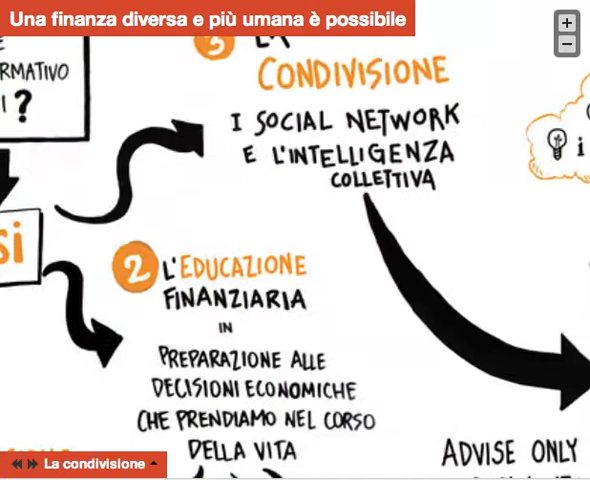 Una finanza diversa e più umana è possibile
+
−
3 LA
CONDIVISIONE
I SOCIAL NETWORK
E L'INTELLIGENZA
COLLETTIVA
E
RMATIVO
I?
i
Si
2 L'EDUCAZIONE
FINANZIARIA
IN
PREPARAZIONE ALLE
DECISIONI ECONOMICHE
CHE PRENDIAMO NEL CORSO
DELLA VITA
ADVISE ONLY
La condivisione